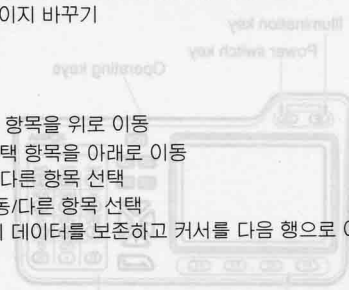 이지 바꾸기
항목을 위로 이동
택 항목을 아래로 이동
다른 항목 선택
동/다른 항목 선택
데이터를 보존하고 커서를 다음 행으로
Illumination key
Power switch key
Operating keys